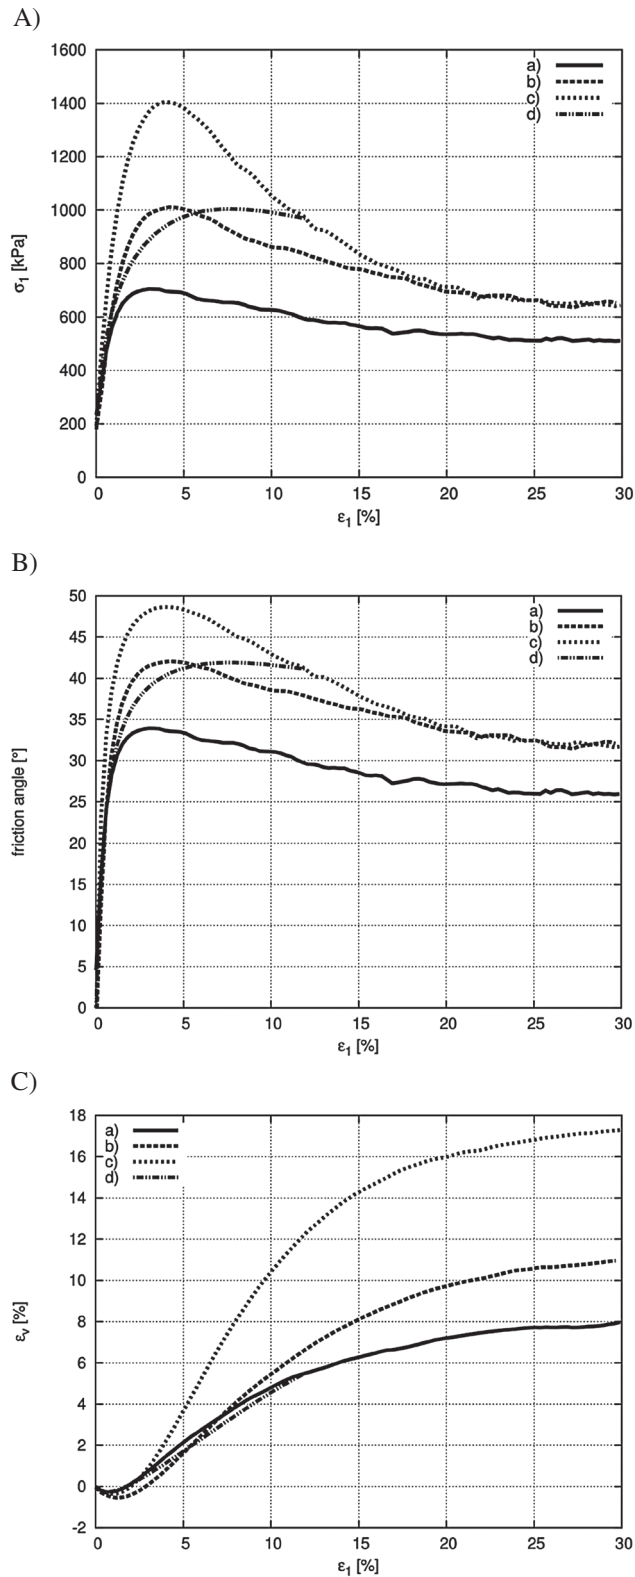 A)
1600
1400
1200
1000
800
600
400
200
0
σ1 [kPa]
a)
b)
c)
d)
0 5 10 15 20 25 30
ε1 [%]
B)
50
45
40
35
30
25
20
15
10
5
0
friction angle [°]
a)
b)
c)
d)
0 5 10 15 20 25 30
ε1 [%]
C)
18
16
14
12
10
8
6
4
2
0
-2
εv [%]
a)
b)
c)
d)
0 5 10 15 20 25 30
ε1 [%]